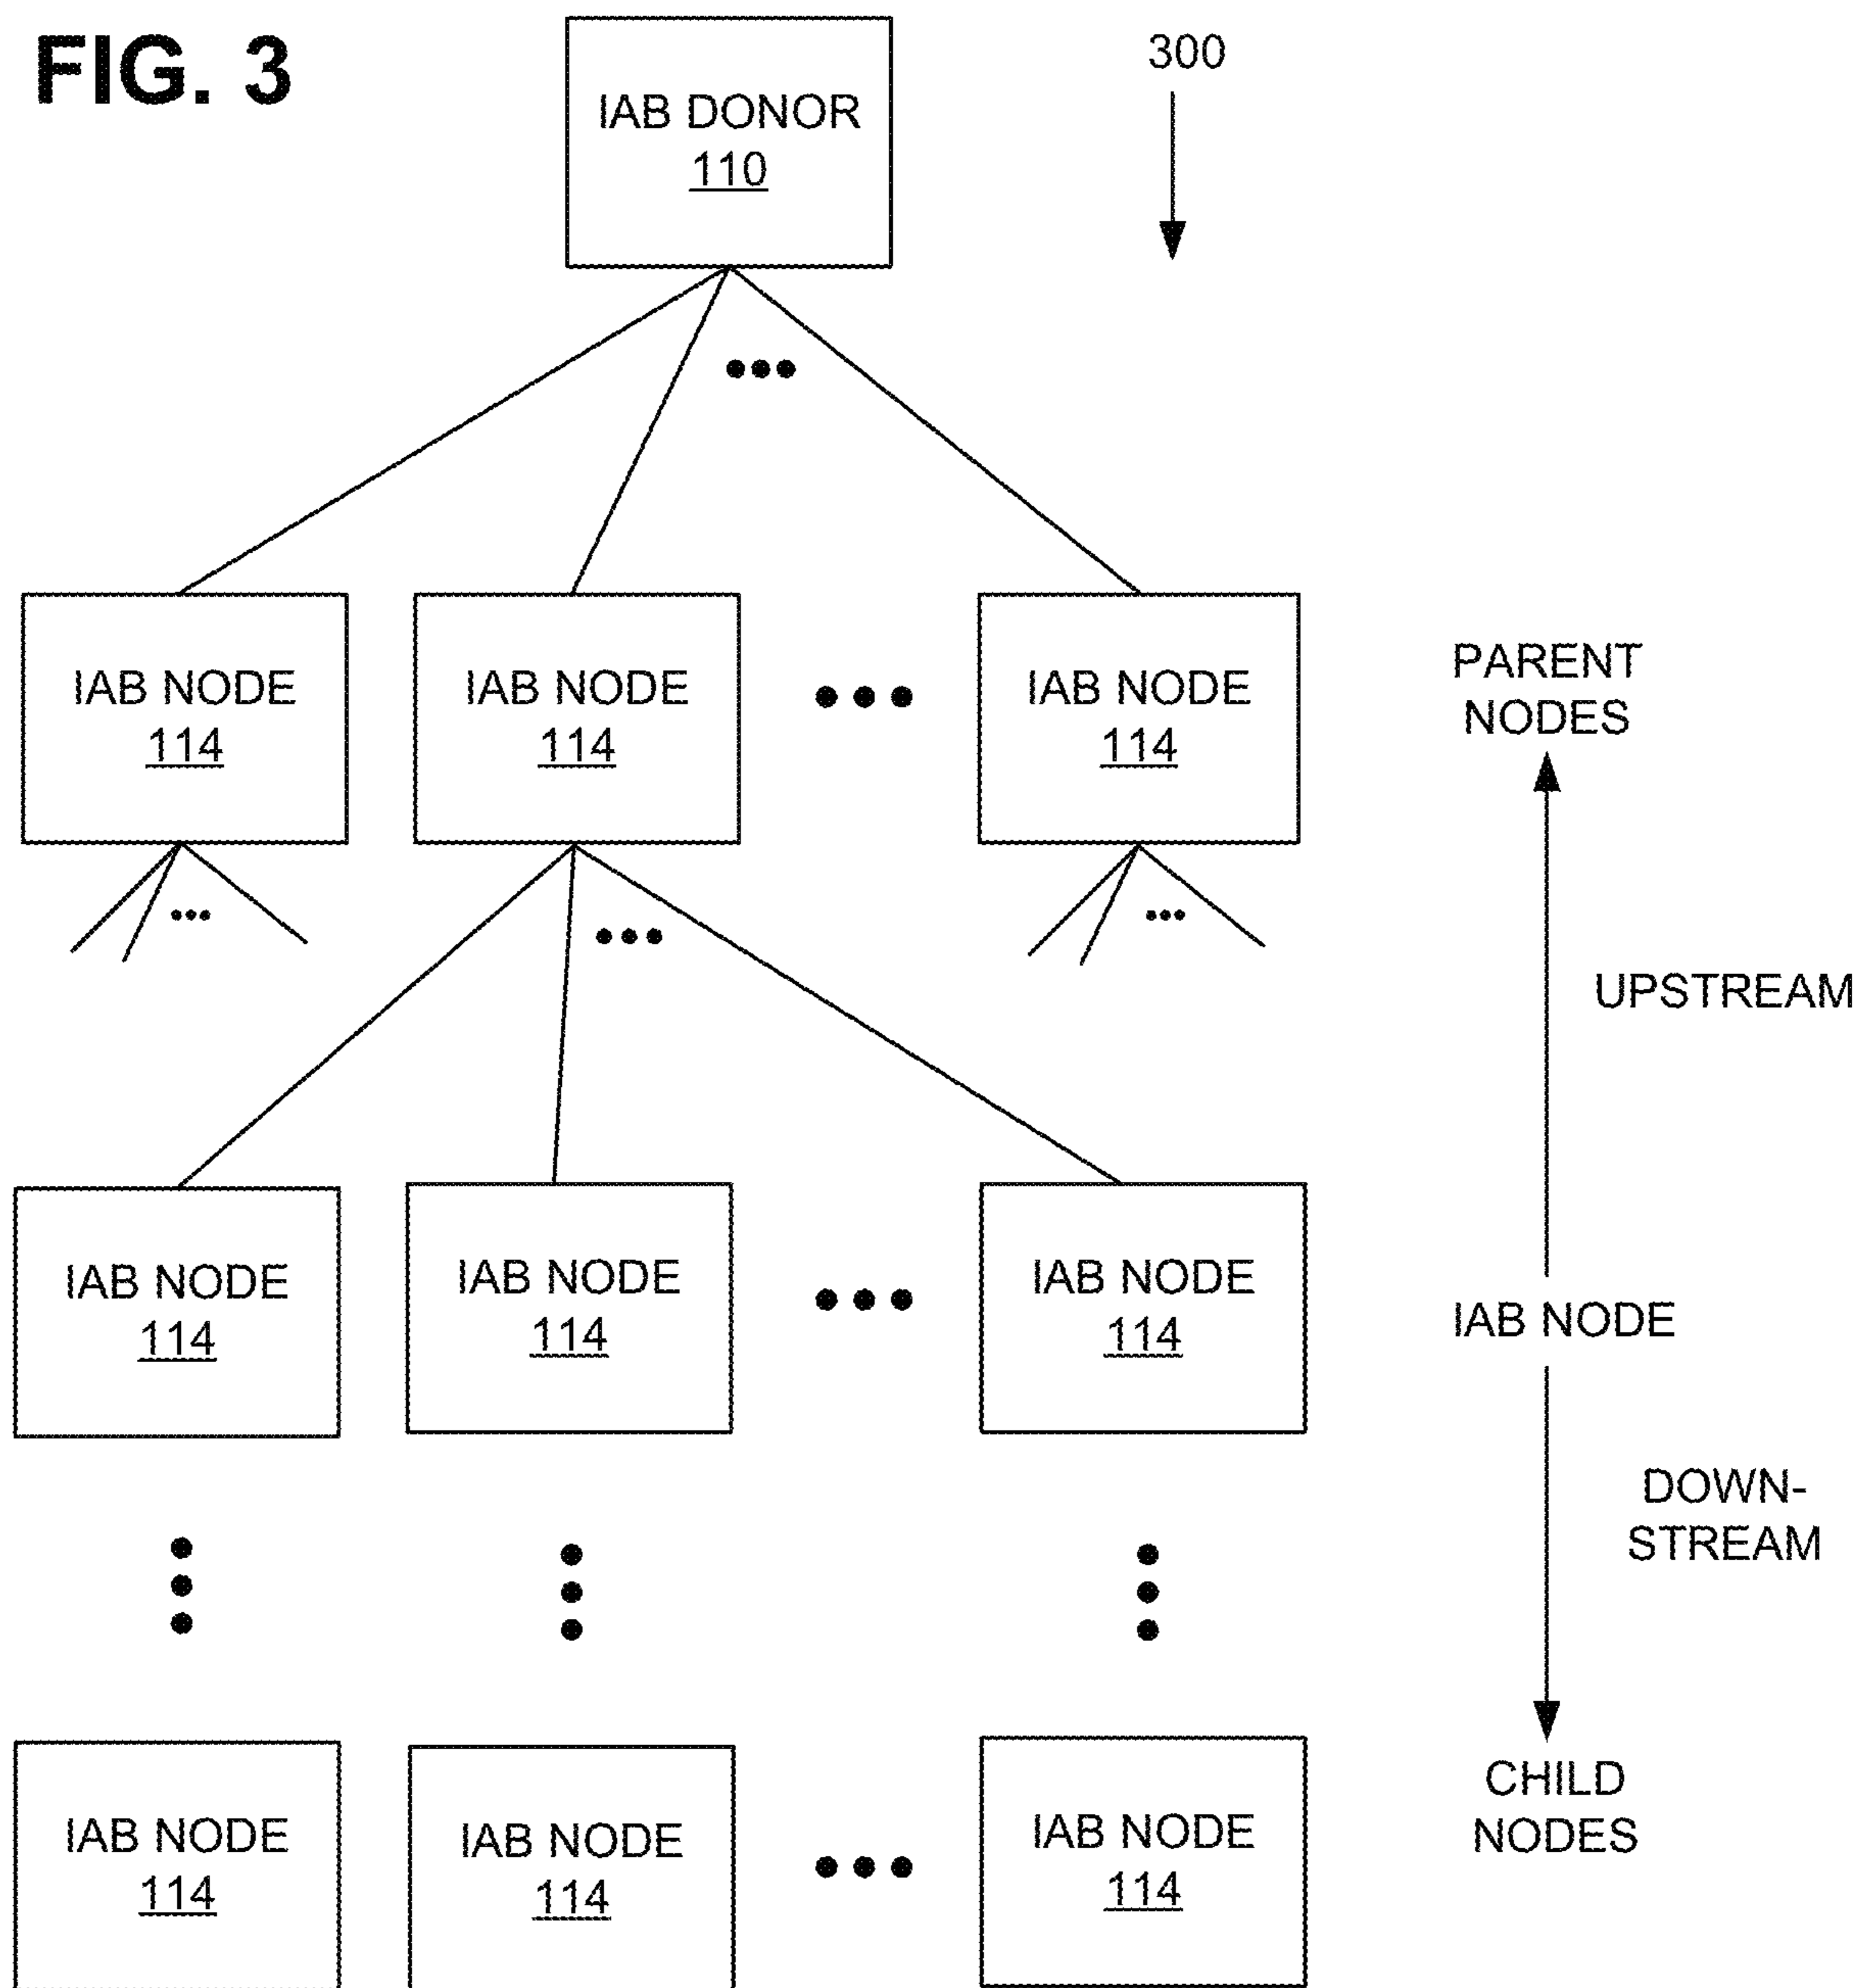 FIG. 3
IAB DONOR
110
300
IAB NODE
114
IAB NODE
114
IAB NODE
114
PARENT
NODES
UPSTREAM
IAB NODE
114
IAB NODE
114
IAB NODE
114
IAB NODE
DOWN-
STREAM
IAB NODE
114
IAB NODE
114
IAB NODE
114
CHILD
NODES